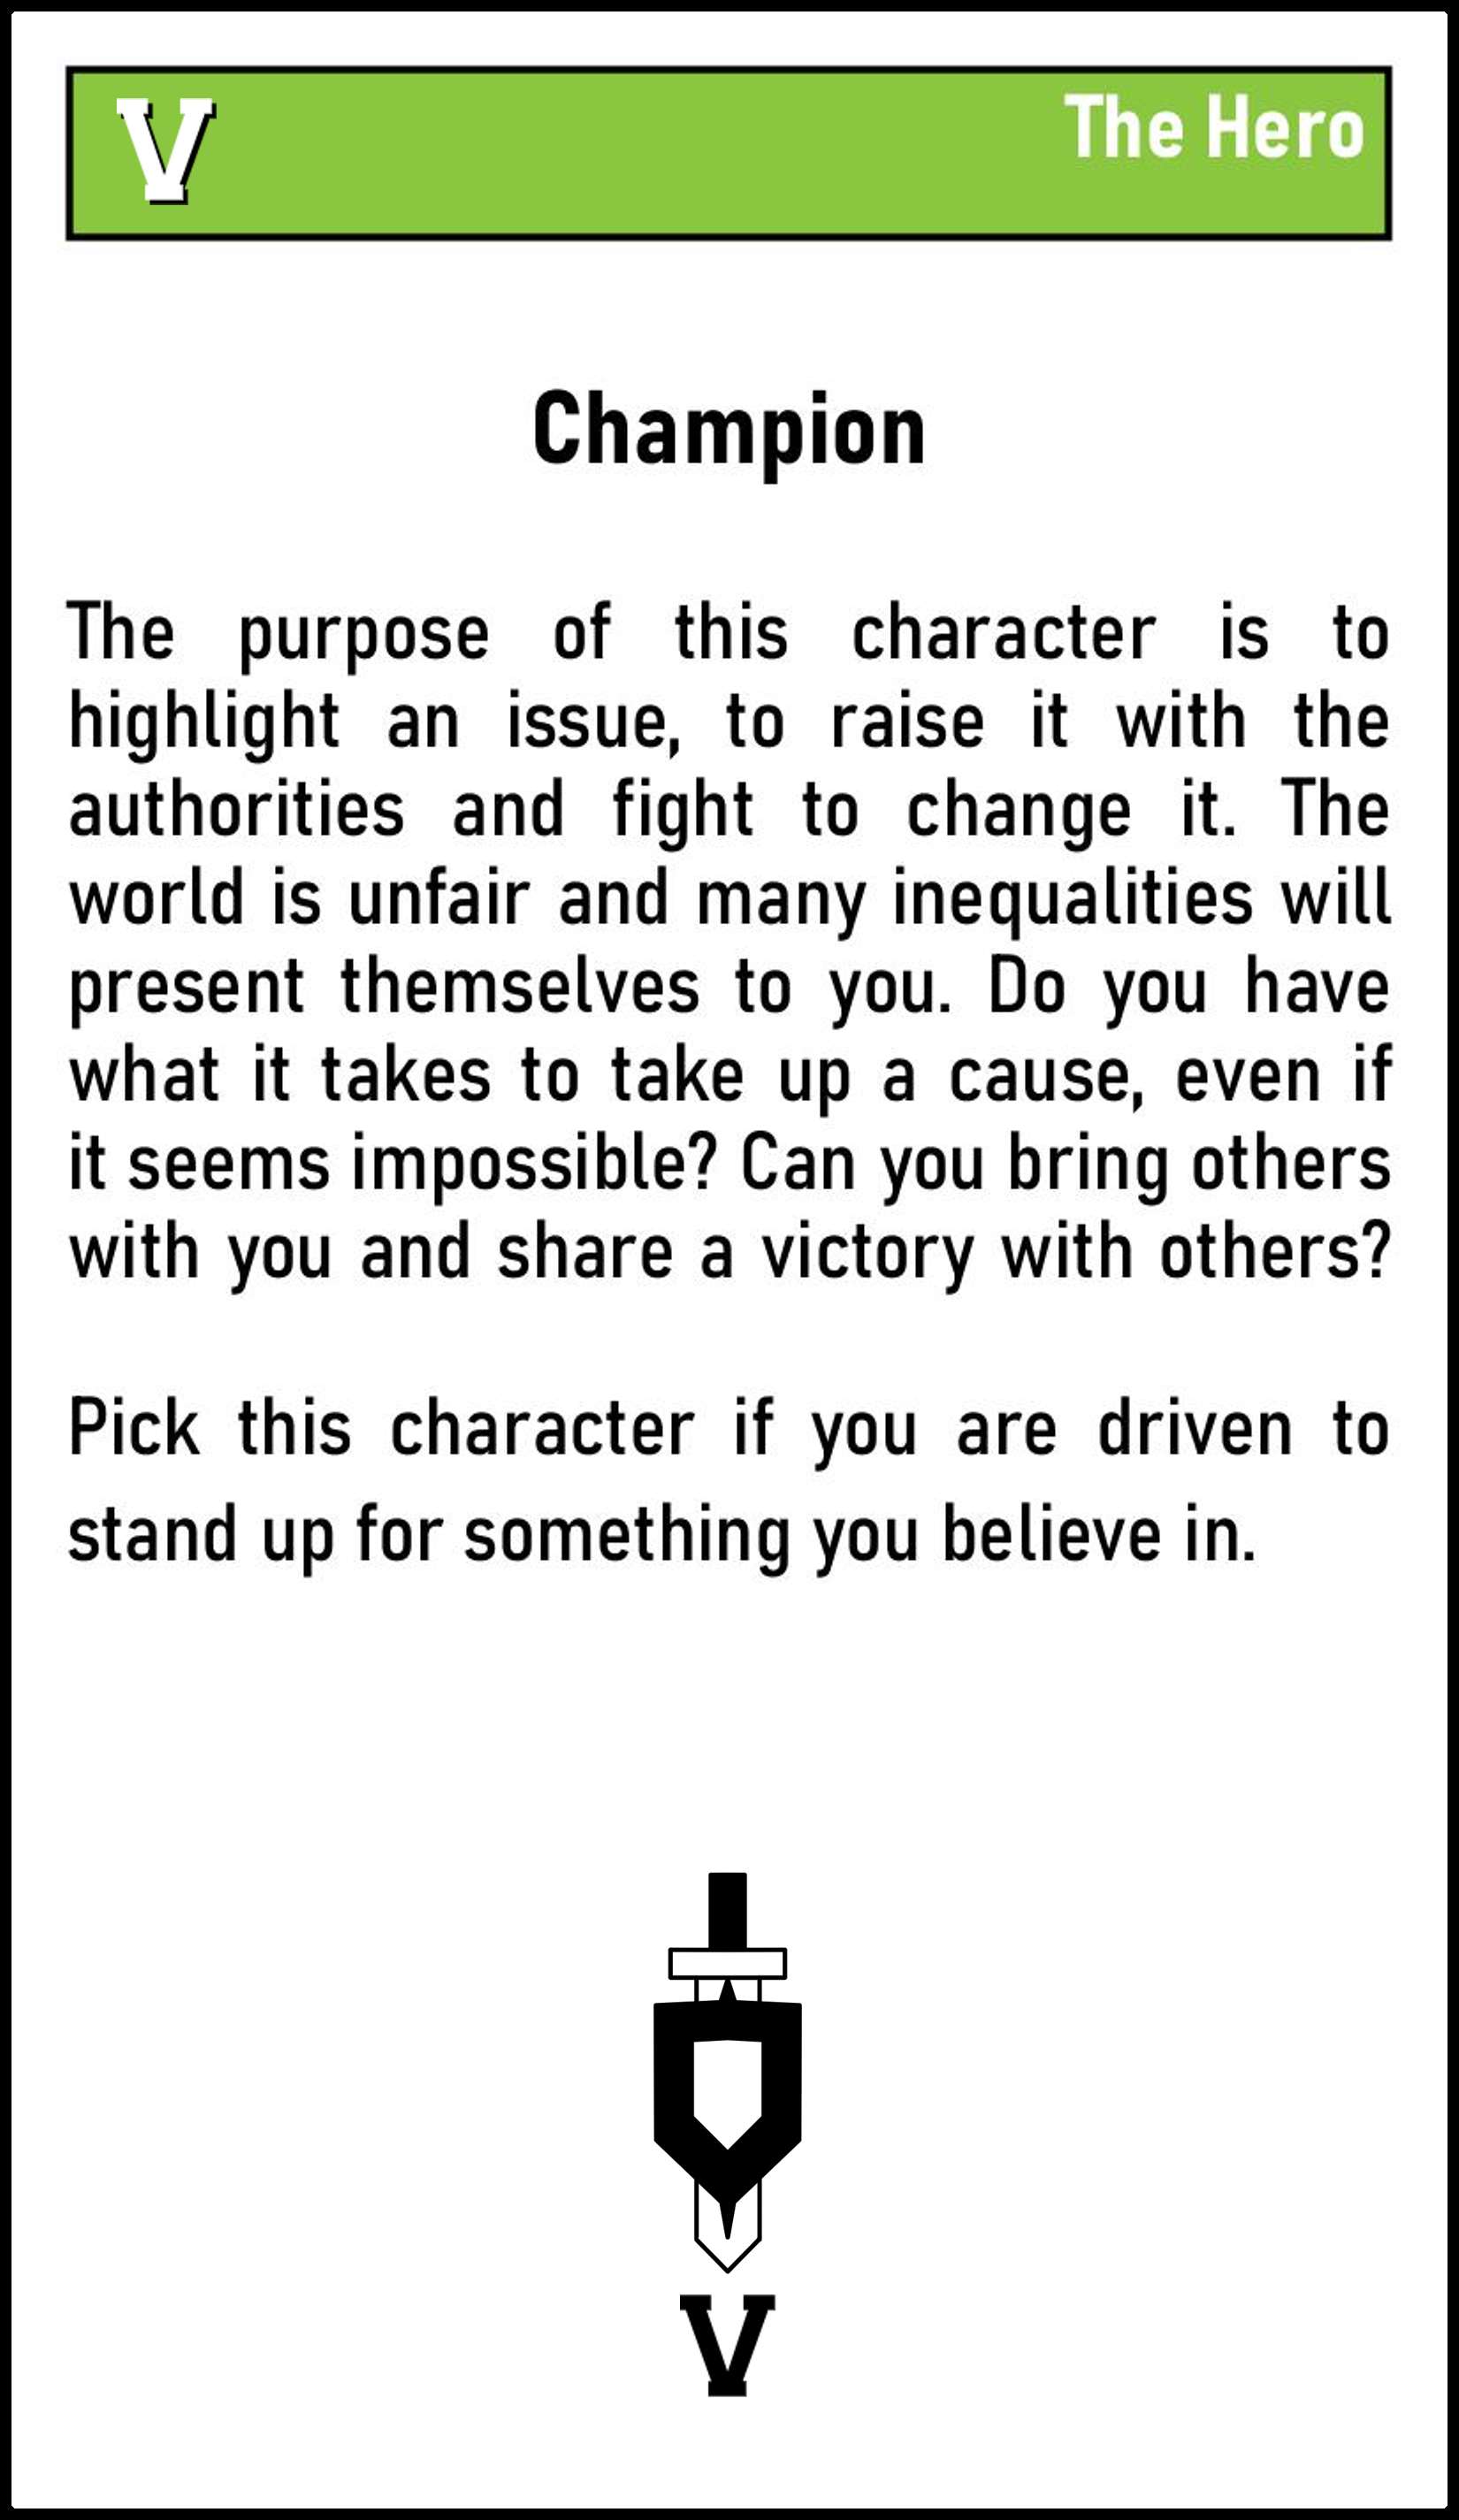 V
The Hero
Champion
The purpose of this character is to
highlight an issue, to raise it with the
authorities and fight to change it. The
world is unfair and many inequalities will
present themselves to you. Do you have
what it takes to take up a cause, even if
it seems impossible? Can you bring others
with you and share a victory with others?
Pick this character if you are driven to
stand up for something you believe in.
V